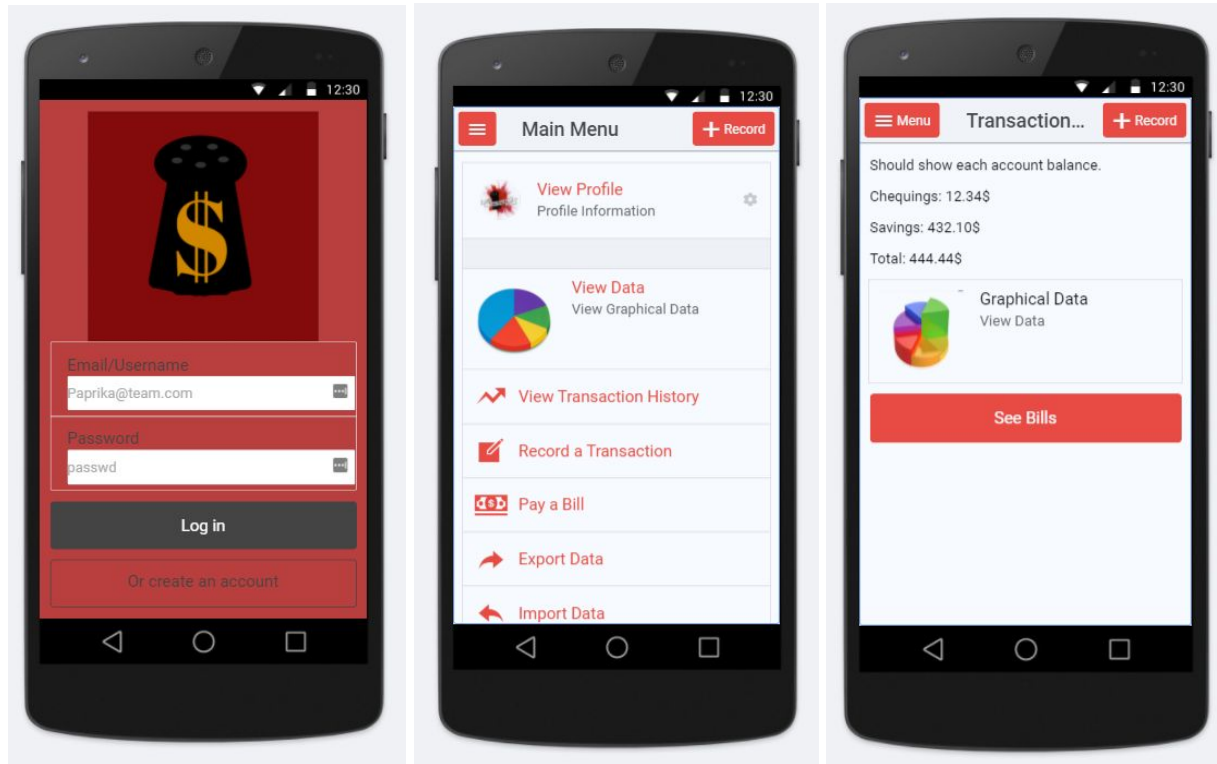 12:30
$
Email/Username
Paprika@team.com
Password
passwd
Log in
Or create an account
12:30
Main Menu
+ Record
View Profile
Profile Information
View Data
View Graphical Data
View Transaction History
Record a Transaction
Pay a Bill
Export Data
Import Data
12:30
Menu
Transaction...
+ Record
Should show each account balance.
Chequings: 12.34$
Savings: 432.10$
Total: 444.44$
Graphical Data
View Data
See Bills